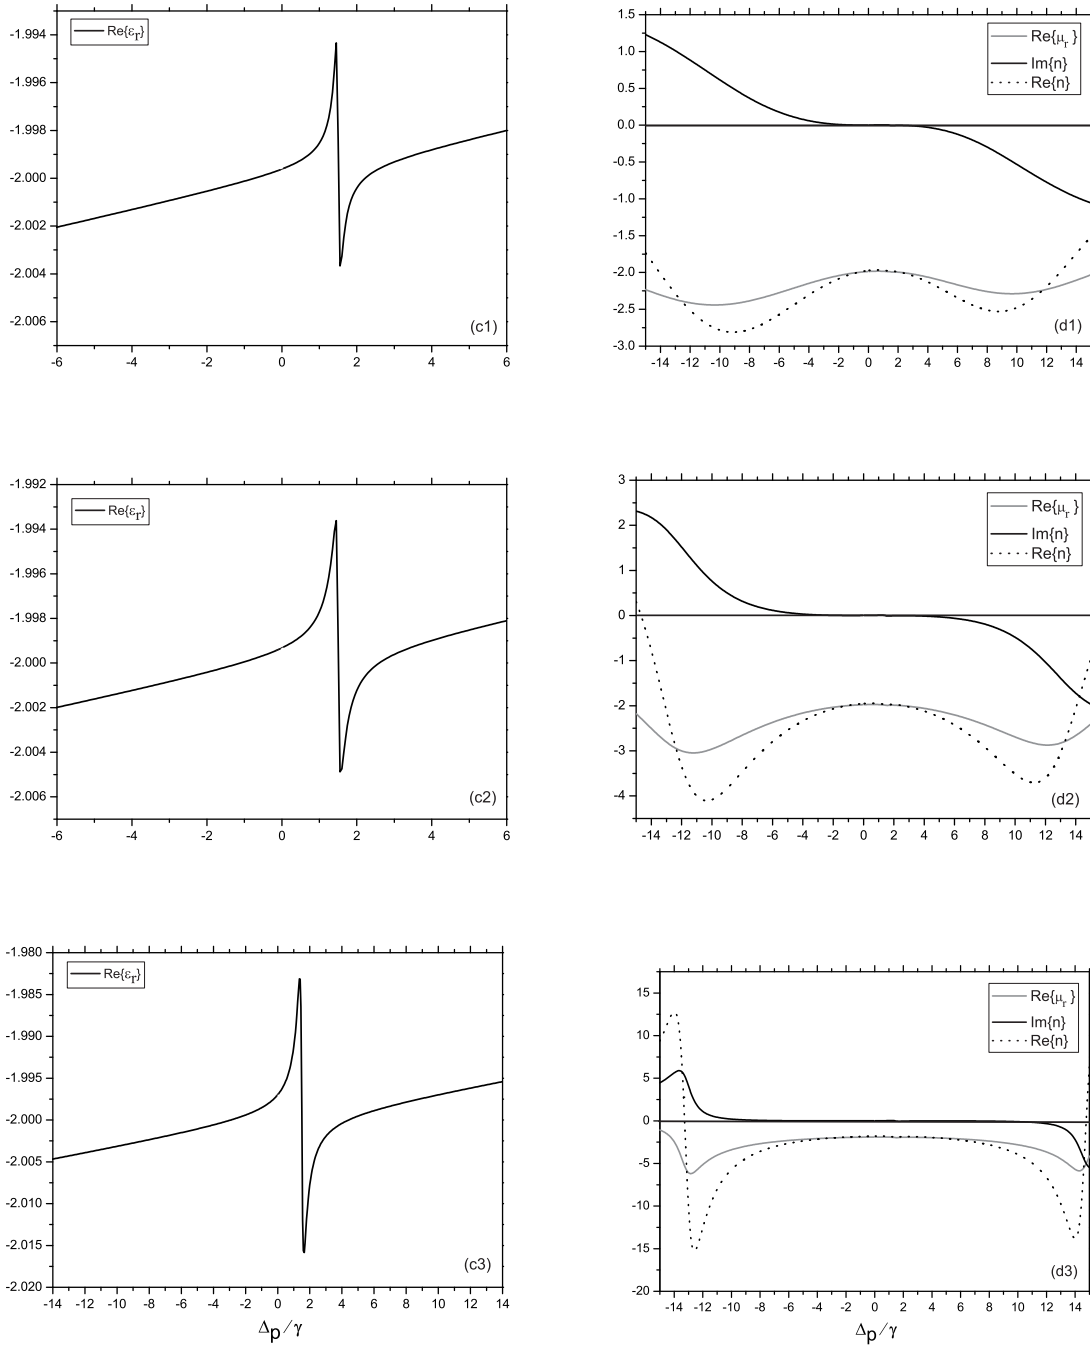 -1.994
-1.996
-1.998
-2.000
-2.002
-2.004
-2.006
Re{εr}
(c1)
-6 -4 -2 0 2 4 6
1.5
1.0
0.5
0.0
-0.5
-1.0
-1.5
-2.0
-2.5
-3.0
Re{μr }
Im{n}
Re{n}
(d1)
-14 -12 -10 -8 -6 -4 -2 0 2 4 6 8 10 12 14
-1.992
-1.994
-1.996
-1.998
-2.000
-2.002
-2.004
-2.006
Re{εr}
(c2)
-6 -4 -2 0 2 4 6
3
2
1
0
-1
-2
-3
-4
Re{μr }
Im{n}
Re{n}
(d2)
-14 -12 -10 -8 -6 -4 -2 0 2 4 6 8 10 12 14
-1.980
-1.985
-1.990
-1.995
-2.000
-2.005
-2.010
-2.015
-2.020
Re{εr}
(c3)
-14 -12 -10 -8 -6 -4 -2 0 2 4 6 8 10 12 14
Δp/γ
15
10
5
0
-5
-10
-15
-20
Re{μr }
Im{n}
Re{n}
(d3)
-14 -12 -10 -8 -6 -4 -2 0 2 4 6 8 10 12 14
Δp/γ